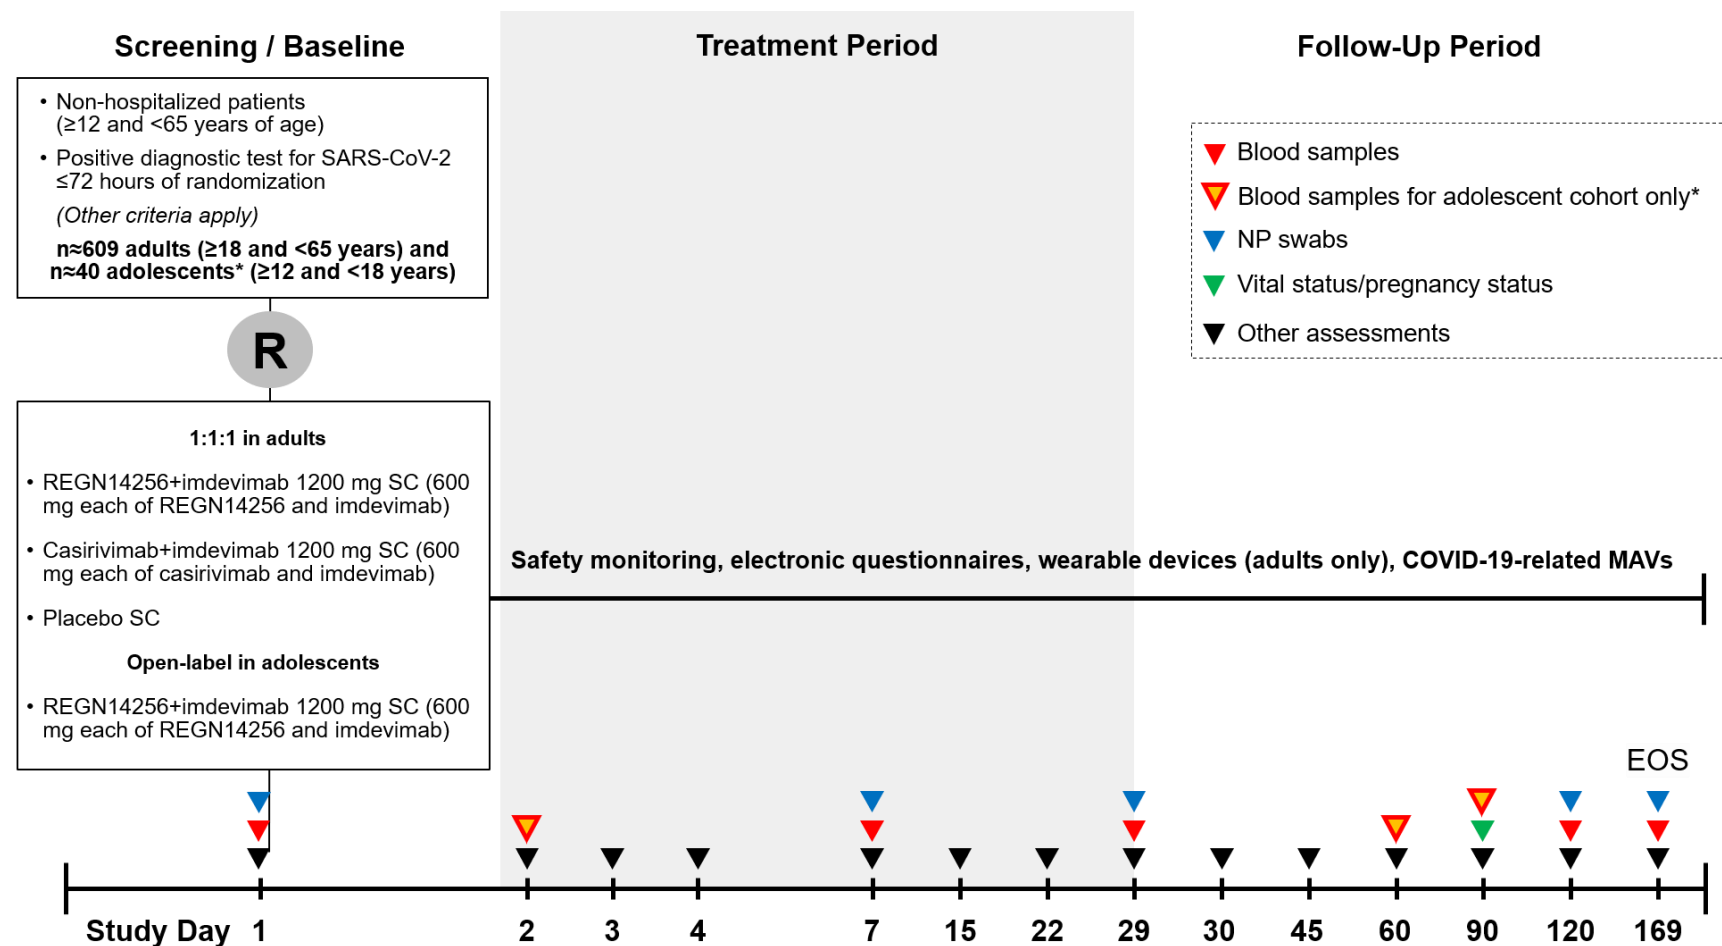 Screening / Baseline
Treatment Period
Follow-Up Period
• Non-hospitalized patients
(≥12 and <65 years of age)
• Positive diagnostic test for SARS-CoV-2
≤72 hours of randomization
(Other criteria apply)
n≈609 adults (≥18 and <65 years) and
n≈40 adolescents* (≥12 and <18 years)
R
1:1:1 in adults
• REGN14256+imdevimab 1200 mg SC (600
mg each of REGN14256 and imdevimab)
• Casirivimab+imdevimab 1200 mg SC (600
mg each of casirivimab and imdevimab)
• Placebo SC
Open-label in adolescents
• REGN14256+imdevimab 1200 mg SC (600
mg each of REGN14256 and imdevimab)
Blood samples
Blood samples for adolescent cohort only*
NP swabs
Vital status/pregnancy status
Other assessments
Safety monitoring, electronic questionnaires, wearable devices (adults only), COVID-19-related MAVs
EOS
Study Day 1 2 3 4 7 15 22 29 30 45 60 90 120 169